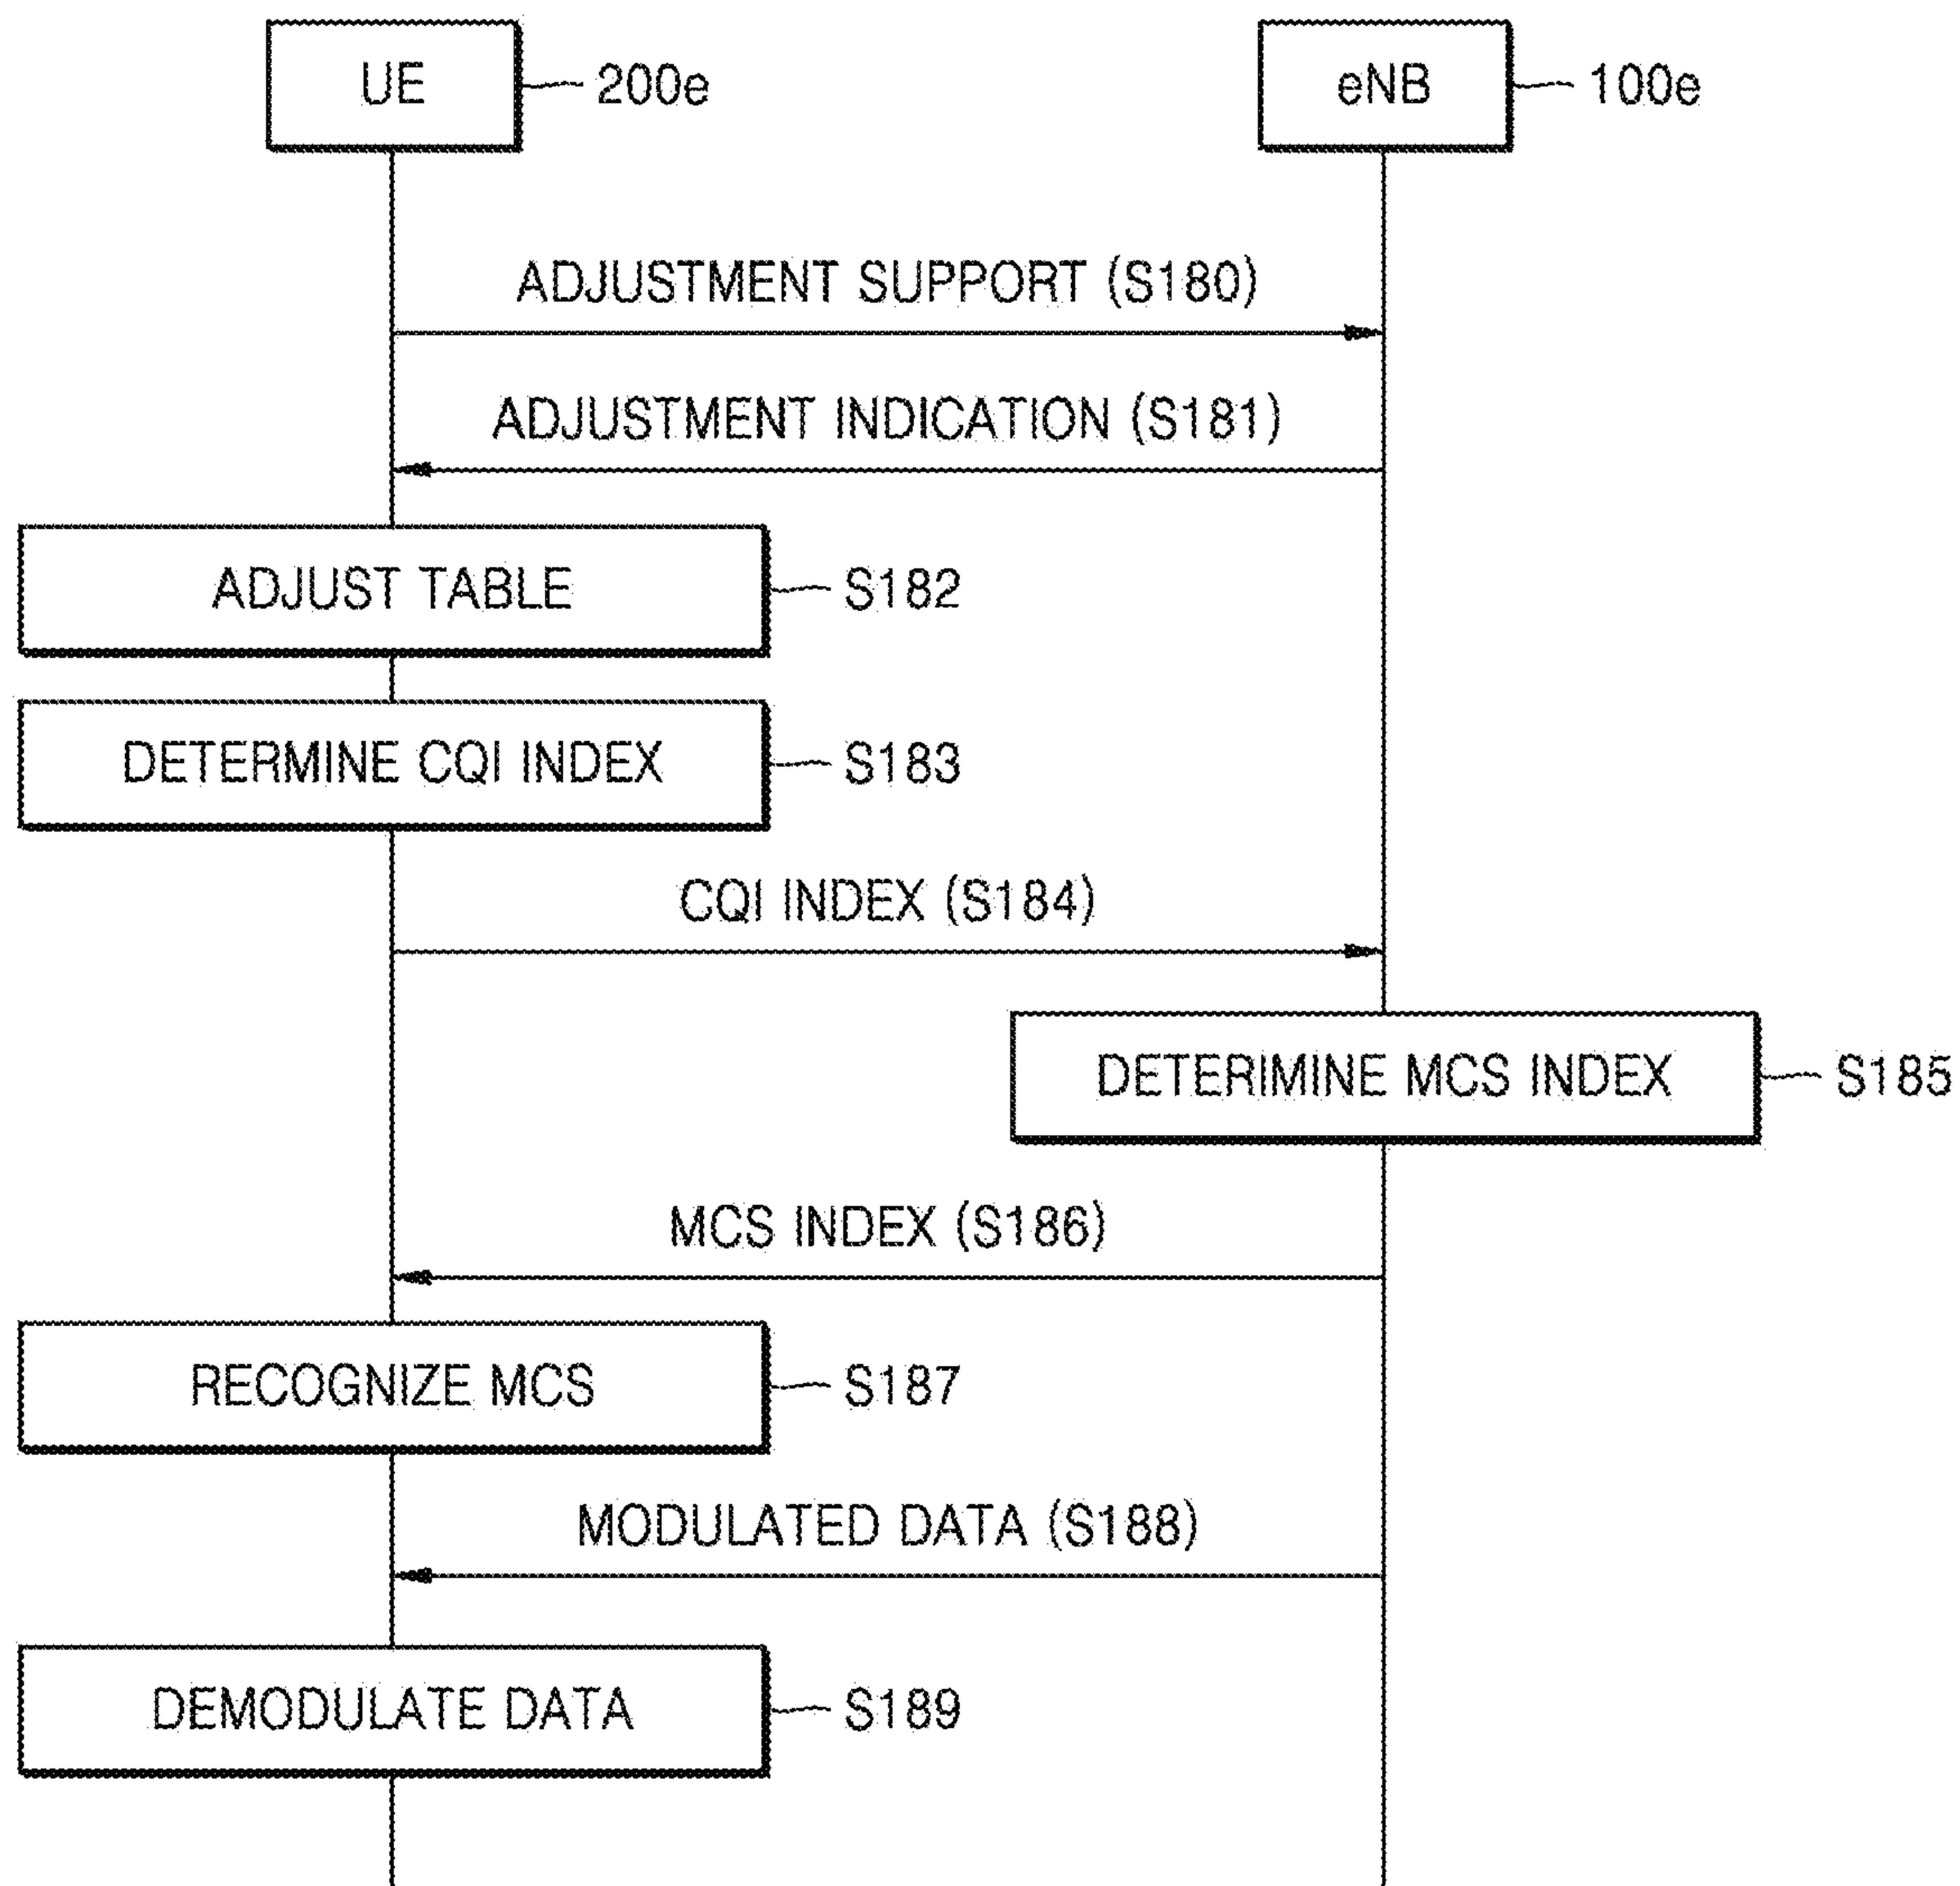 UE 200e eNB 100e
ADJUSTMENT SUPPORT (S180)
ADJUSTMENT INDICATION (S181)
ADJUST TABLE S182
DETERMINE CQI INDEX S183
CQI INDEX (S184)
DETERIMINE MCS INDEX S185
MCS INDEX (S186)
RECOGNIZE MCS S187
MODULATED DATA (S188)
DEMODULATE DATA S189